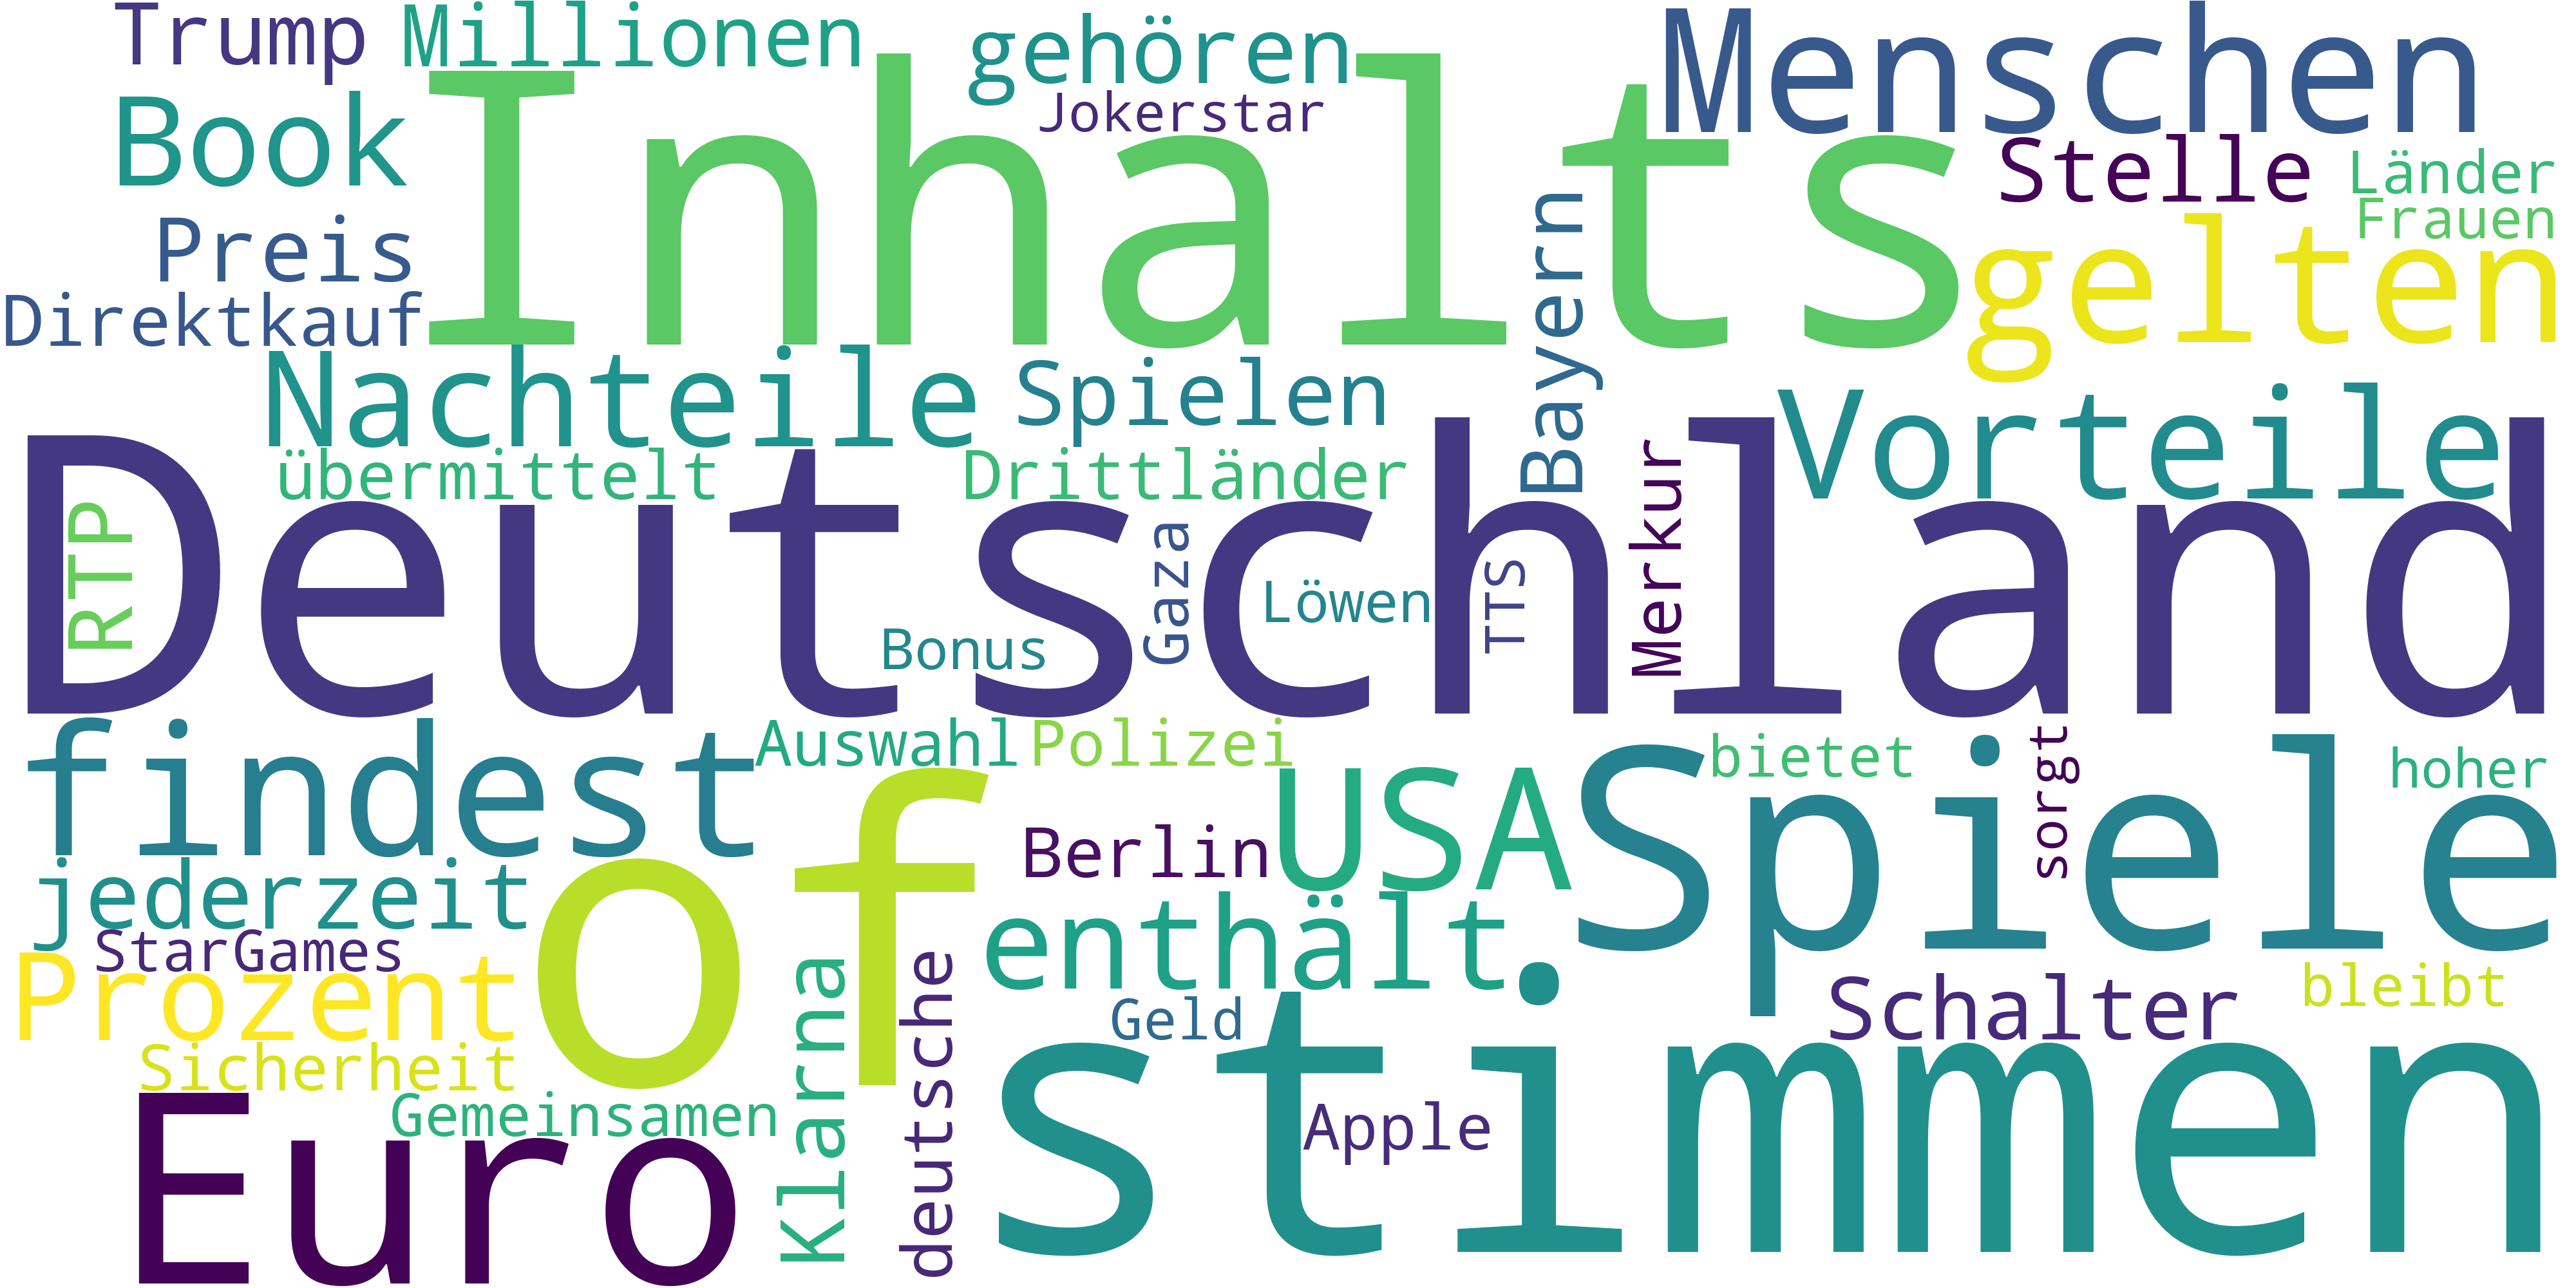 Trump
Millionen
gehören
Menschen
Jokerstar
Book
Inhalts
Stelle
Länder
Frauen
Preis
Bayern
gelten
Direktkauf
Nachteile
Spielen
Vorteile
übermittelt
Drittländer
Merkur
Deutschland
RTP
Gaza
Löwen
TTS
Bonus
findest
Auswahl
Polizei
USA
Spiele
bietet
sorgt
hoher
of
Berlin
jederzeit
enthält
StarGames
Prozent
Klarna
deutsche
Geld
stimmen
Schalter
bleibt
Sicherheit
Gemeinsamen
Apple
Euro